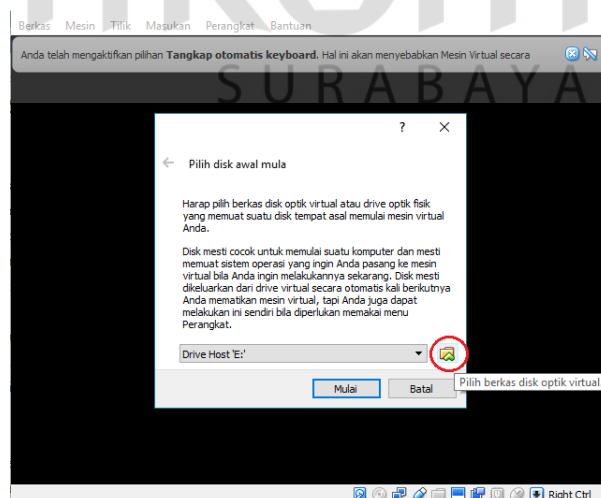 Berkas Mesin Tilik Masukan Perangkat Bantuan
Anda telah mengaktifkan pilihan Tangkap otomatis keyboard. Hal ini akan menyebabkan Mesin Virtual secara
SURABAYA
? ×
Pilih disk awal mula
Harap pilih berkas disk optik virtual atau drive optik fisik
yang memuat suatu disk tempat asal memulai mesin virtual
Anda.
Disk mesti cocok untuk memulai suatu komputer dan mesti
memuat sistem operasi yang ingin Anda pasang ke mesin
virtual bila Anda ingin melakukannya sekarang. Disk mesti
dikeluarkan dari drive virtual secara otomatis kali berikutnya
Anda mematikan mesin virtual, tapi Anda juga dapat
melakukan ini sendiri bila diperlukan memakai menu
Perangkat.
Drive Host 'E:'
Pilih berkas disk optik virtual
Mulai Batal
Right Ctrl